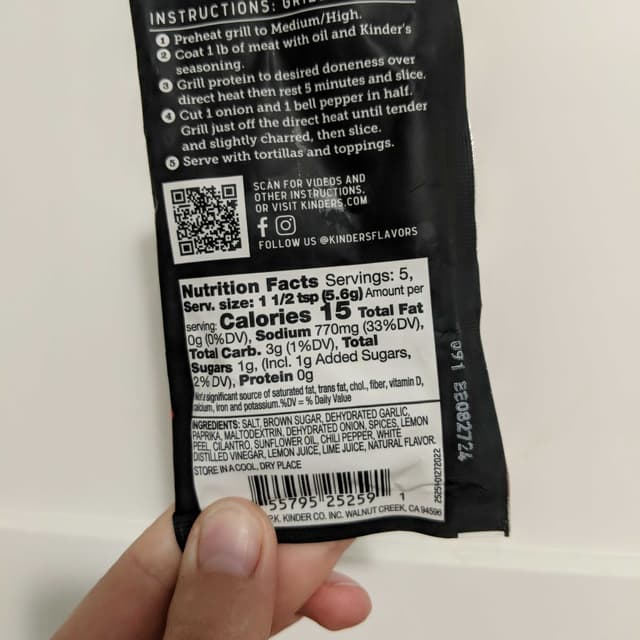 INSTRUCTIONS:
1 Preheat grill to Medium/High.
2 Coat 1 lb of meat with oil and Kinder's
seasoning.
3 Grill protein to desired doneness over
direct heat then rest 5 minutes and slice.
4 Cut 1 onion and 1 bell pepper in half.
Grill just off the direct heat until tender
and slightly charred, then slice.
5 Serve with tortillas and toppings.
SCAN FOR VIDEOS AND
OTHER INSTRUCTIONS,
OR VISIT KINDERS.COM
FOLLOW US @KINDERSFLAVORS
Nutrition Facts Servings: 5,
Serv. size: 1 1/2 tsp (5.6g) Amount per
serving: Calories 15 Total Fat
0g (0%DV), Sodium 770mg (33%DV),
Total Carb. 3g (1%DV), Total
Sugars 1g, (Incl. 1g Added Sugars,
2%DV), Protein 0g
Not a significant source of saturated fat, trans fat, chol., fiber, vitamin D,
calcium, iron and potassium. %DV = % Daily Value
INGREDIENTS: SALT, BROWN SUGAR, DEHYDRATED GARLIC,
PAPRIKA, MALTODEXTRIN, DEHYDRATED ONION, SPICES, LEMON
PEEL, CILANTRO, SUNFLOWER OIL, CHILI PEPPER, WHITE
DISTILLED VINEGAR, LEMON JUICE, LIME JUICE, NATURAL FLAVOR.
STORE IN A COOL, DRY PLACE
55795 25259 1
P.K. KINDER CO. INC. WALNUT CREEK, CA 94596
25259101272022